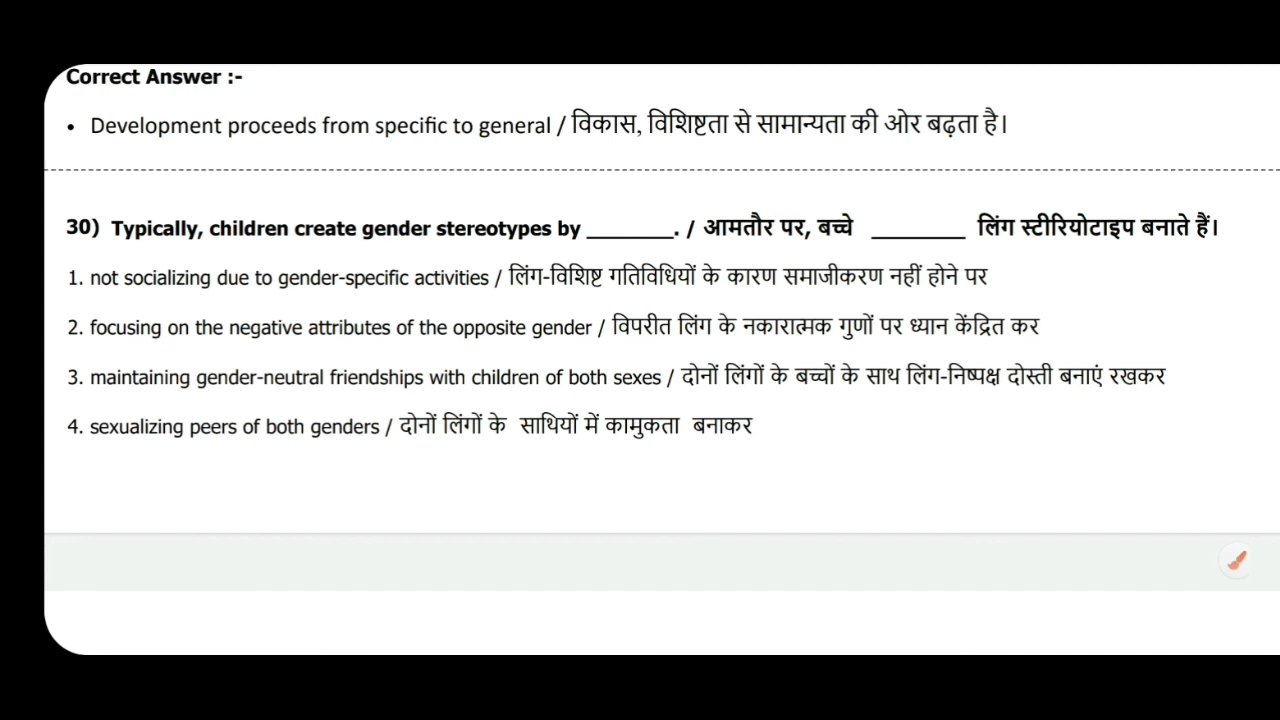 Correct Answer :-
• Development proceeds from specific to general / विकास, विशिष्टता से सामान्यता की ओर बढ़ता है।
30) Typically, children create gender stereotypes by ________. / आमतौर पर, बच्चे ________ लिंग स्टीरियोटाइप बनाते हैं।
1. not socializing due to gender-specific activities / लिंग-विशिष्ट गतिविधियों के कारण समाजीकरण नहीं होने पर
2. focusing on the negative attributes of the opposite gender / विपरीत लिंग के नकारात्मक गुणों पर ध्यान केंद्रित कर
3. maintaining gender-neutral friendships with children of both sexes / दोनों लिंगों के बच्चों के साथ लिंग-निष्पक्ष दोस्ती बनाएं रखकर
4. sexualizing peers of both genders / दोनों लिंगों के साथियों में कामुकता बनाकर